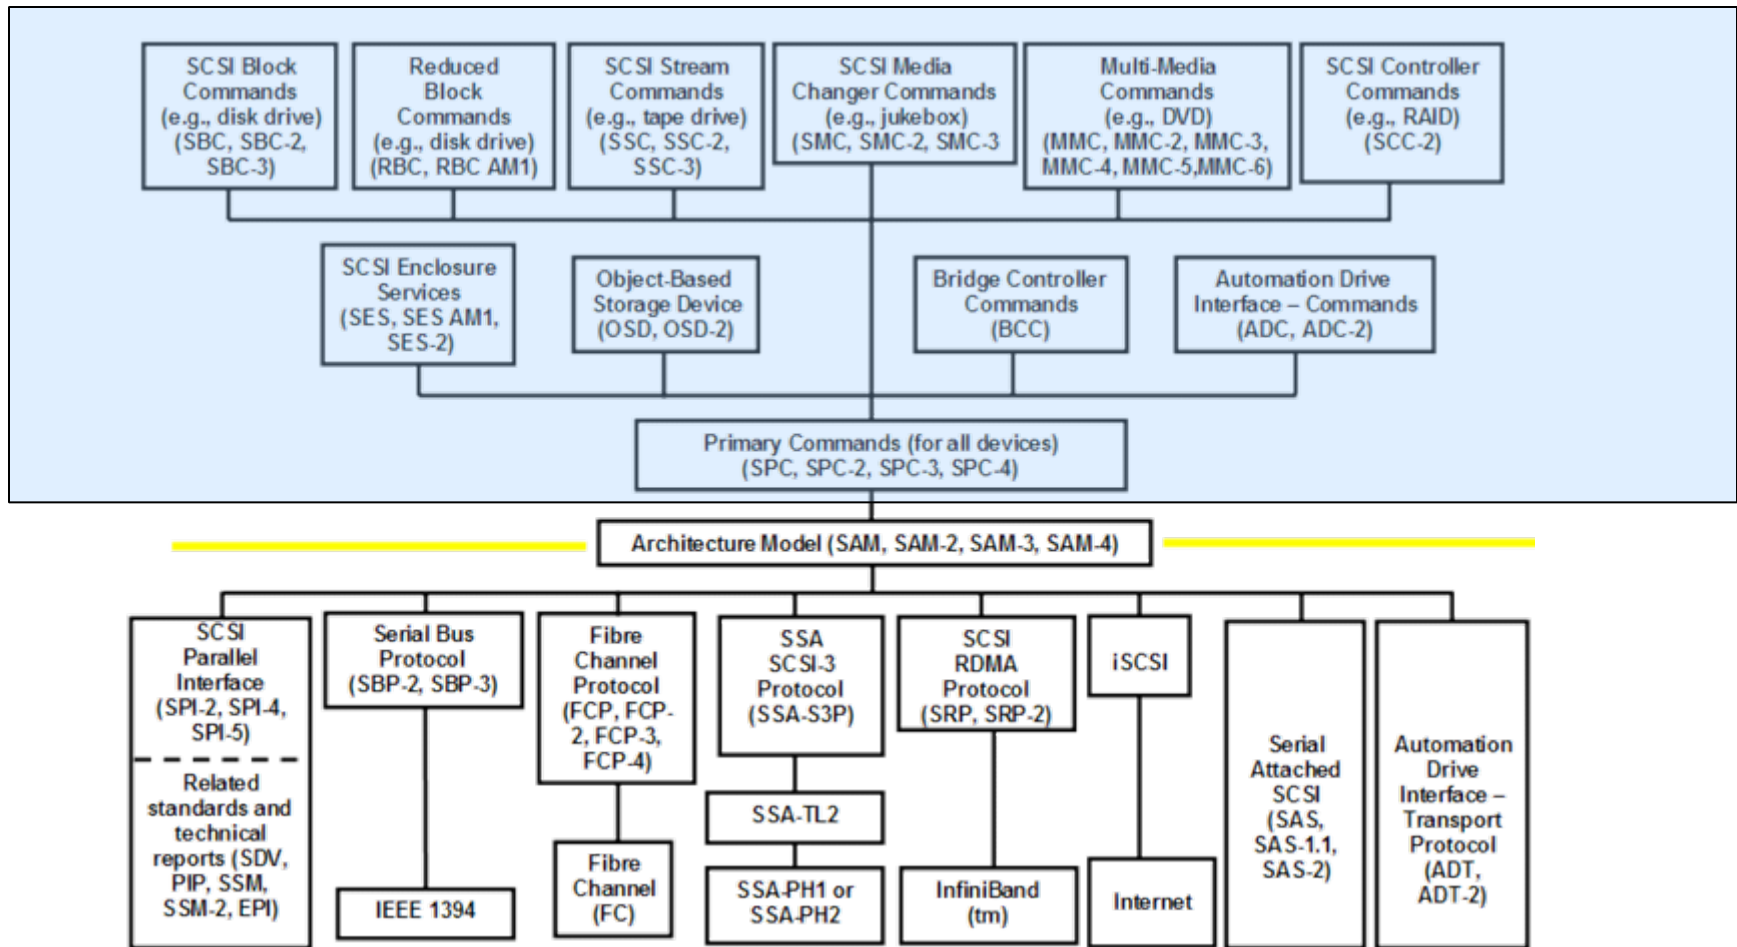 SCSI Block
Commands
(e.g., disk drive)
(SBC, SBC-2,
SBC-3)
Reduced
Block
Commands
(e.g., disk drive)
(RBC, RBC AM1)
SCSI Stream
Commands
(e.g., tape drive)
(SSC, SSC-2,
SSC-3)
SCSI Media
Changer Commands
(e.g., jukebox)
(SMC, SMC-2, SMC-3
Multi-Media
Commands
(e.g., DVD)
(MMC, MMC-2, MMC-3,
MMC-4, MMC-5,MMC-6)
SCSI Controller
Commands
(e.g., RAID)
(SCC-2)
SCSI Enclosure
Services
(SES, SES AM1,
SES-2)
Object-Based
Storage Device
(OSD, OSD-2)
Bridge Controller
Commands
(BCC)
Automation Drive
Interface – Commands
(ADC, ADC-2)
Primary Commands (for all devices)
(SPC, SPC-2, SPC-3, SPC-4)
Architecture Model (SAM, SAM-2, SAM-3, SAM-4)
SCSI
Parallel
Interface
(SPI-2, SPI-4,
SPI-5)
Related
standards and
technical
reports (SDV,
PIP, SSM,
SSM-2, EPI)
Serial Bus
Protocol
(SBP-2, SBP-3)
IEEE 1394
Fibre
Channel
Protocol
(FCP, FCP-
2, FCP-3,
FCP-4)
Fibre
Channel
(FC)
SSA
SCSI-3
Protocol
(SSA-S3P)
SSA-TL2
SSA-PH1 or
SSA-PH2
SCSI
RDMA
Protocol
(SRP, SRP-2)
InfiniBand
(tm)
iSCSI
Internet
Serial
Attached
SCSI
(SAS,
SAS-1.1,
SAS-2)
Automation
Drive
Interface –
Transport
Protocol
(ADT,
ADT-2)